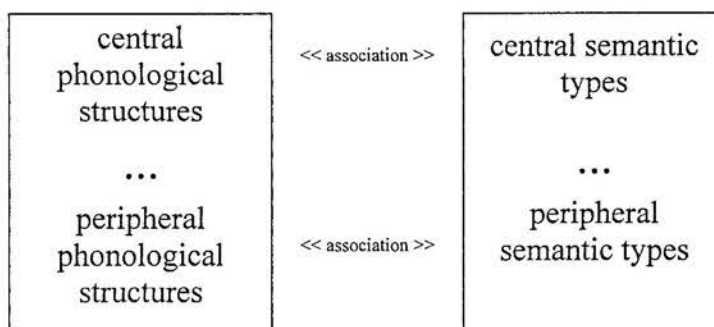 central
phonological
structures
...
peripheral
phonological
structures
<< association >>
<< association >>
central semantic
types
...
peripheral
semantic types